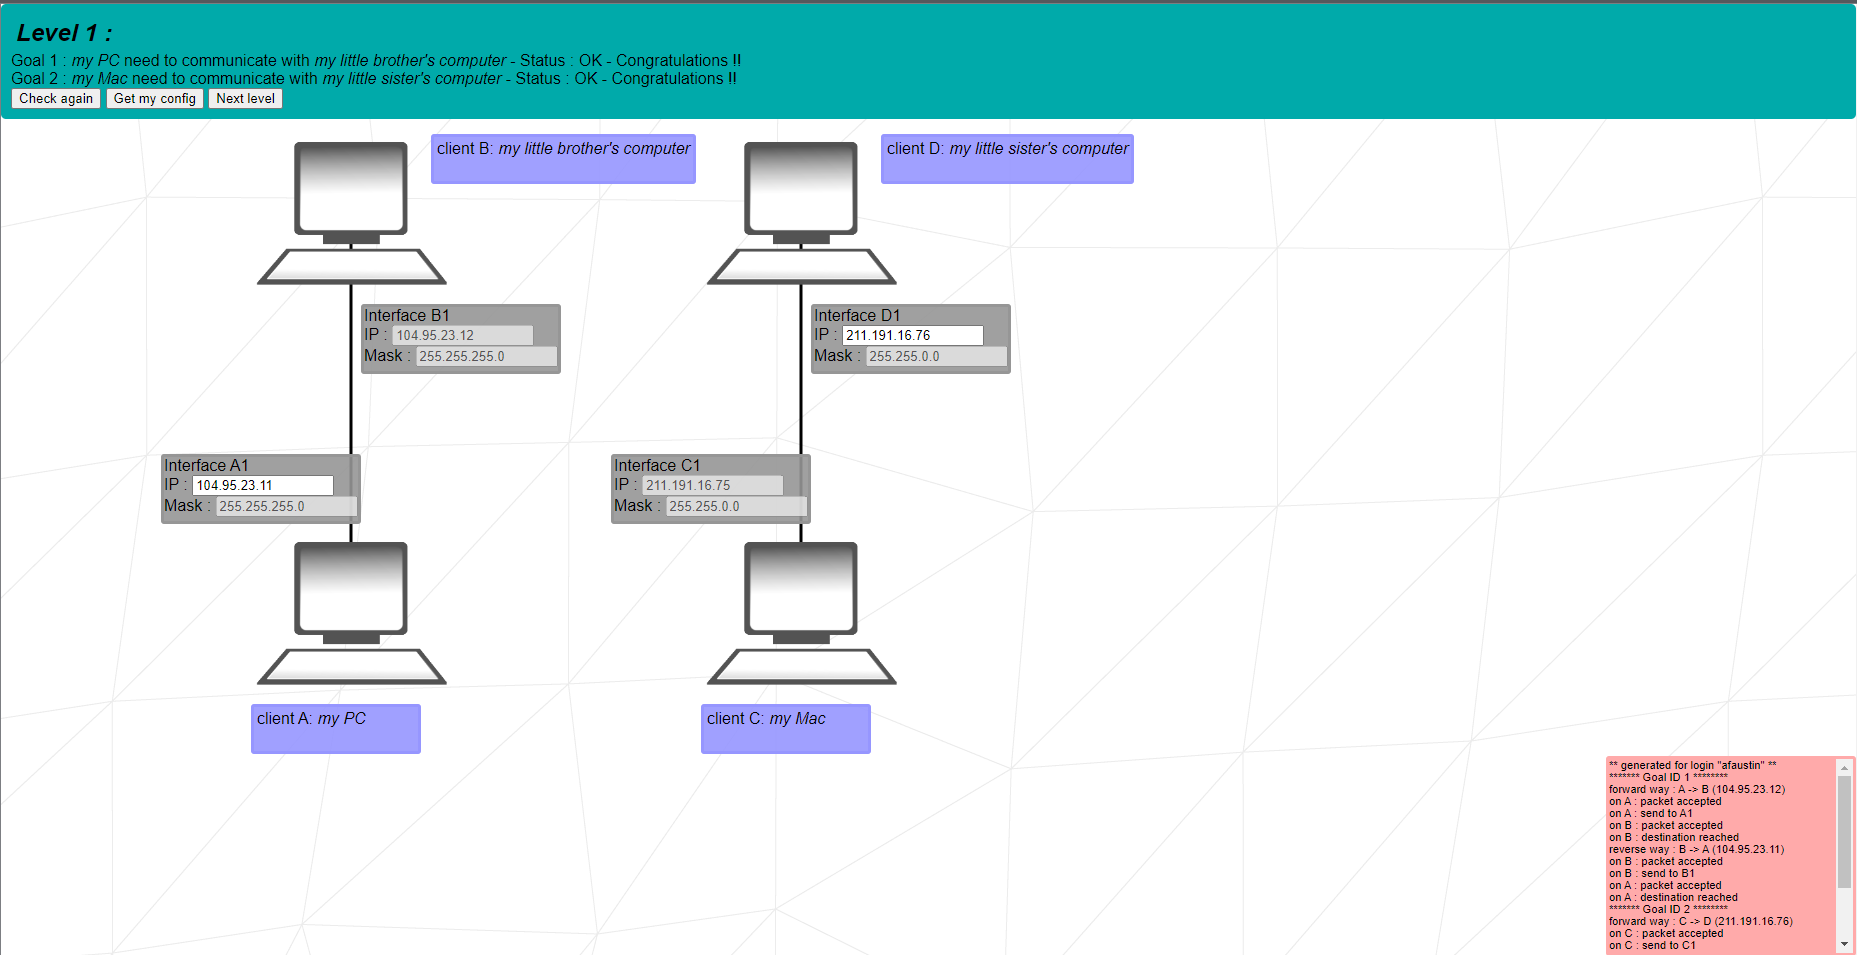 Level 1 :
Goal 1 : my PC need to communicate with my little brother's computer - Status : OK - Congratulations !!
Goal 2 : my Mac need to communicate with my little sister's computer - Status : OK - Congratulations !!
Check again Get my config Next level
client B: my little brother's computer
client D: my little sister's computer
Interface B1
IP : 104.95.23.12
Mask : 255.255.255.0
Interface D1
IP : 211.191.16.76
Mask : 255.255.0.0
Interface A1
IP : 104.95.23.11
Mask : 255.255.255.0
Interface C1
IP : 211.191.16.75
Mask : 255.255.0.0
client A: my PC
client C: my Mac
** generated for login "afaustin" **
******* Goal ID 1 ********
forward way : A -> B (104.95.23.12)
on A : packet accepted
on A : send to A1
on B : packet accepted
on B : destination reached
reverse way : B -> A (104.95.23.11)
on B : packet accepted
on B : send to B1
on A : packet accepted
on A : destination reached
******* Goal ID 2 ********
forward way : C -> D (211.191.16.76)
on C : packet accepted
on C : send to C1